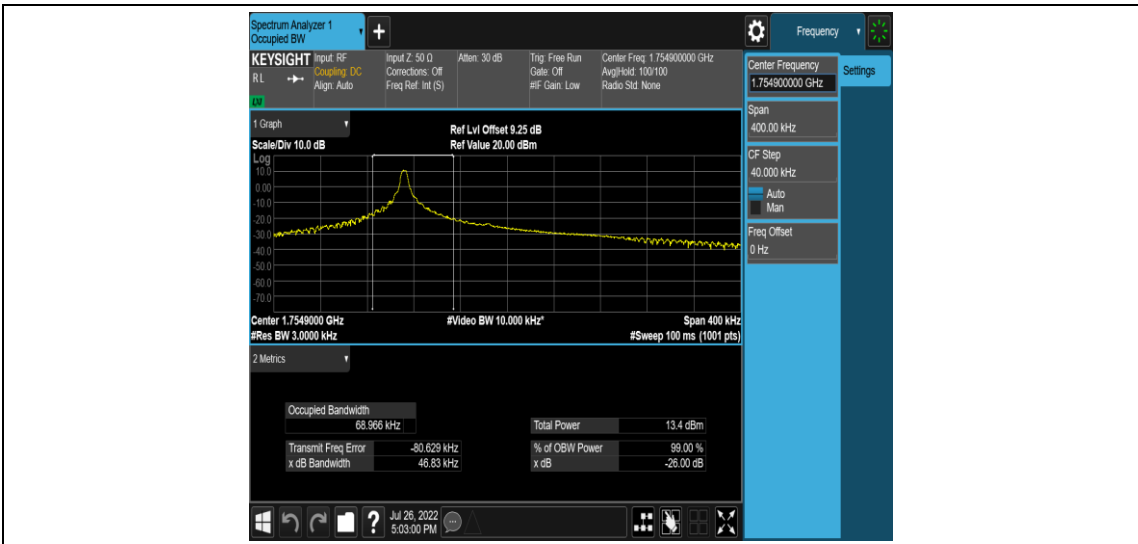 Spectrum Analyzer 1
Occupied BW
+
Frequency
KEYSIGHT
Input: RF
Coupling: DC
Align: Auto
RL
LXI
Input Z: 50 Ω
Corrections: Off
Freq Ref: Int (S)
Atten: 30 dB
Trig: Free Run
Gate: Off
#IF Gain: Low
Center Freq: 1.754900000 GHz
Avg|Hold: 100/100
Radio Std: None
Center Frequency
1.754900000 GHz
Settings
Span
400.00 kHz
CF Step
40.000 kHz
Auto
Man
Freq Offset
0 Hz
1 Graph
Scale/Div 10.0 dB
Ref Lvl Offset 9.25 dB
Ref Value 20.00 dBm
Log
10.0
0.00
-10.0
-20.0
-30.0
-40.0
-50.0
-60.0
-70.0
Center 1.7549000 GHz
#Video BW 10.000 kHz*
Span 400 kHz
#Res BW 3.0000 kHz
#Sweep 100 ms (1001 pts)
2 Metrics
Occupied Bandwidth
68.966 kHz
Total Power 13.4 dBm
Transmit Freq Error -80.629 kHz
% of OBW Power 99.00 %
x dB Bandwidth 46.83 kHz
x dB -26.00 dB
?
Jul 26, 2022
5:03:00 PM